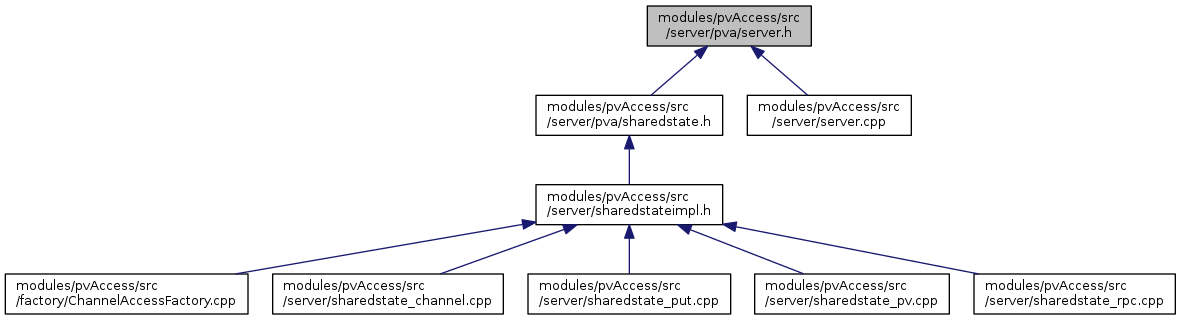 modules/pvAccess/src
/server/pva/server.h
modules/pvAccess/src
/server/pva/sharedstate.h
modules/pvAccess/src
/server/server.cpp
modules/pvAccess/src
/server/sharedstateimpl.h
modules/pvAccess/src
/factory/ChannelAccessFactory.cpp
modules/pvAccess/src
/server/sharedstate_channel.cpp
modules/pvAccess/src
/server/sharedstate_put.cpp
modules/pvAccess/src
/server/sharedstate_pv.cpp
modules/pvAccess/src
/server/sharedstate_rpc.cpp